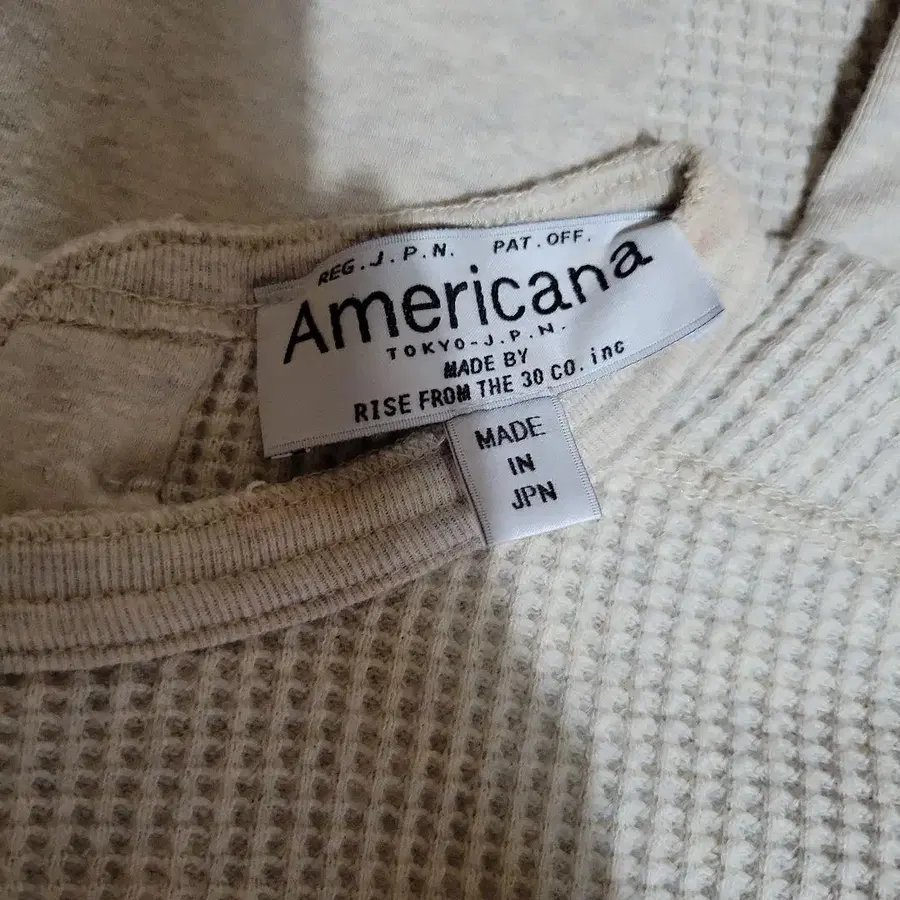 REG.J.P.N. PAT.OFF.
Americana
TOKYO-J.P.N.
MADE BY
RISE FROM THE 30 CO.inc
MADE
IN
JPN